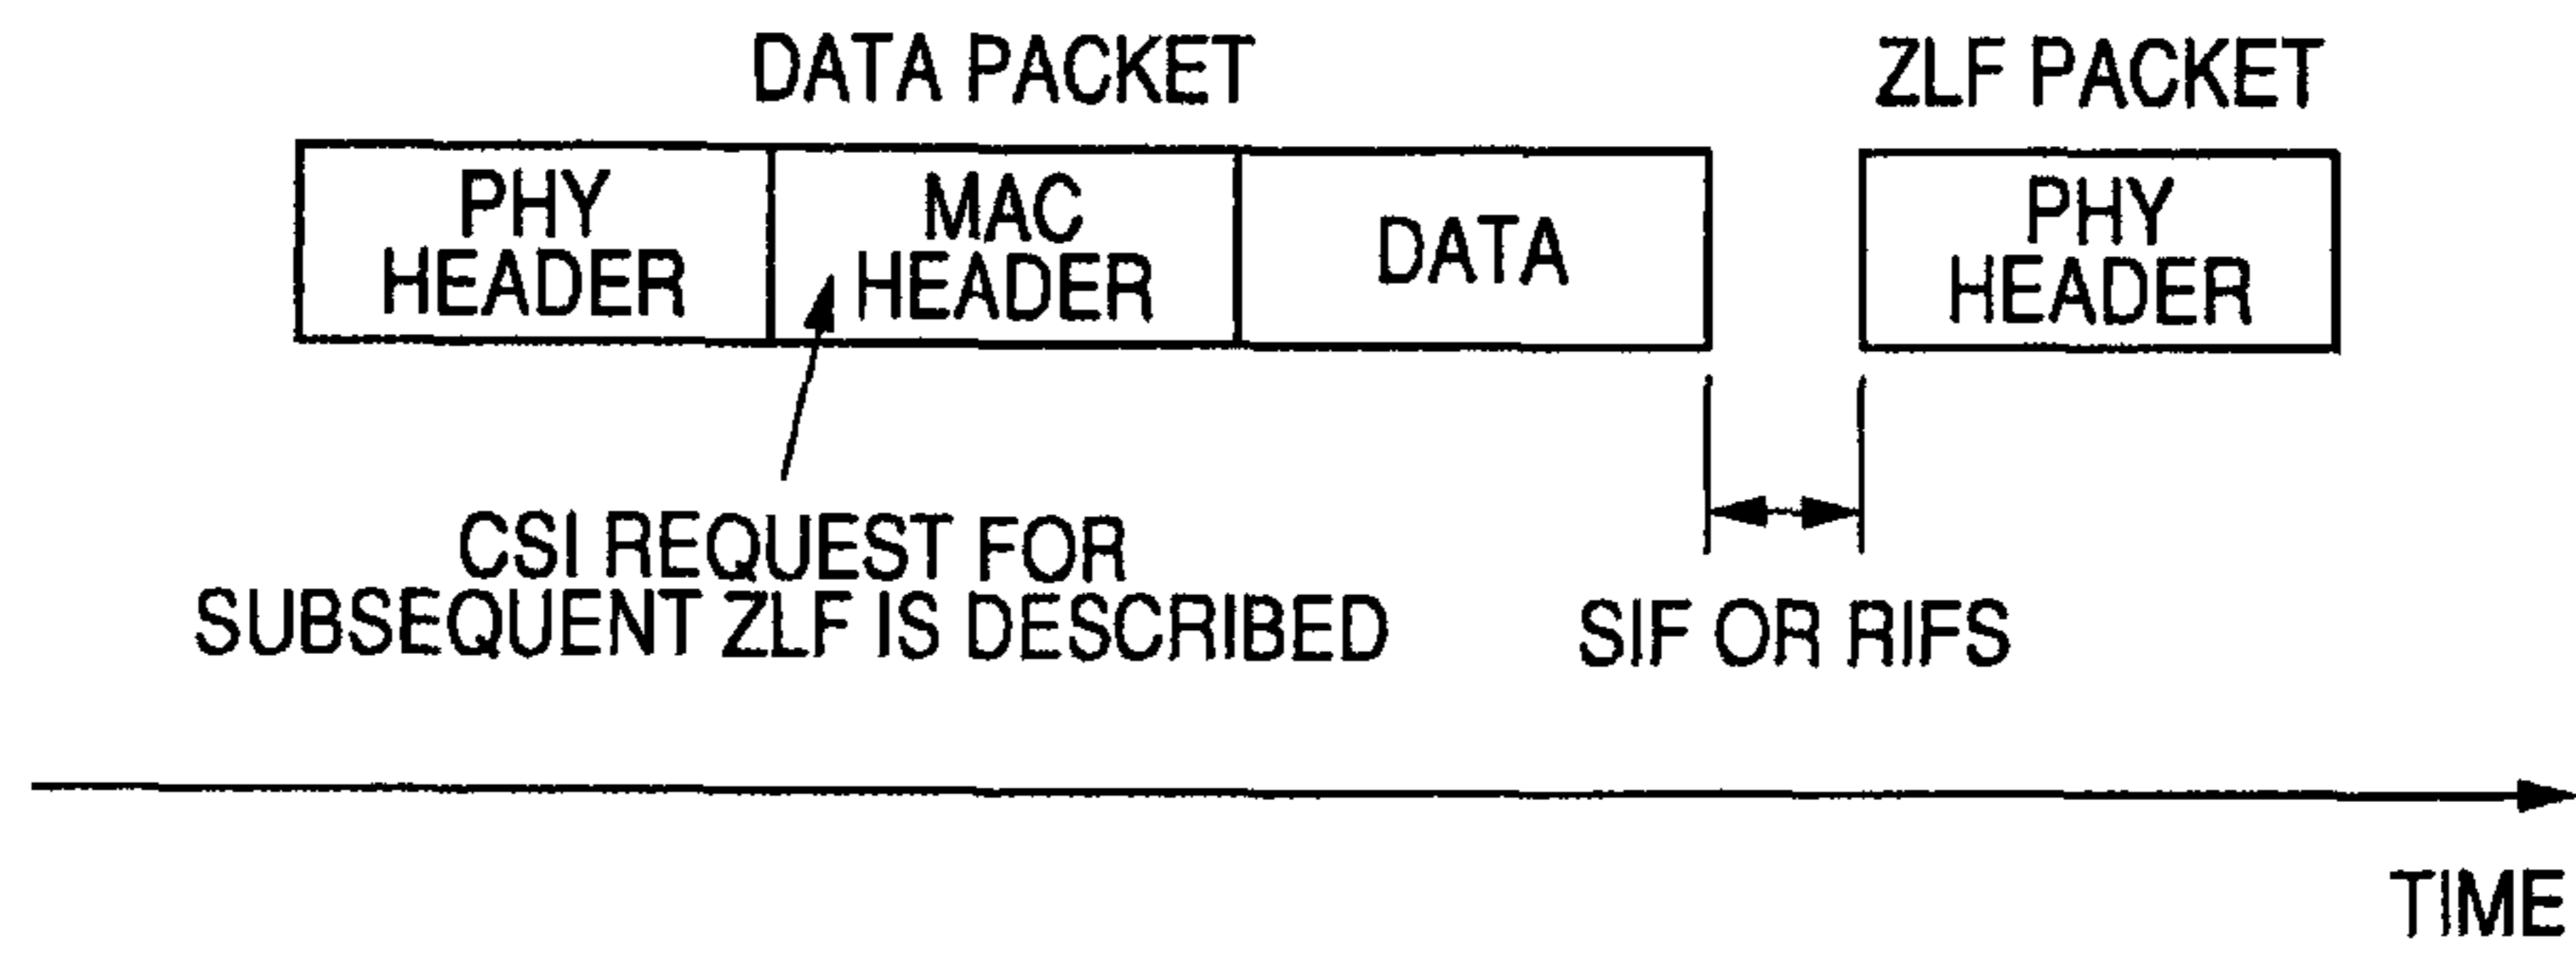 DATA PACKET
ZLF PACKET
PHY
HEADER
MAC
HEADER
DATA
PHY
HEADER
CSI REQUEST FOR
SUBSEQUENT ZLF IS DESCRIBED
SIF OR RIFS
TIME